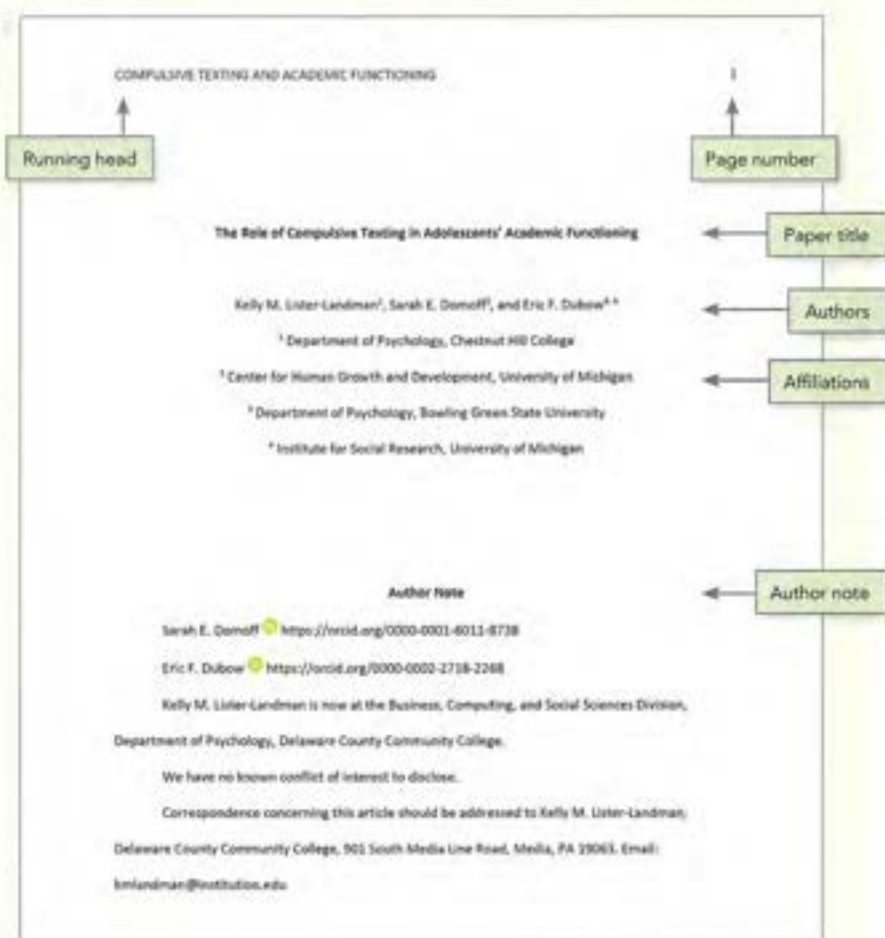 COMPULSIVE TEXTING AND ACADEMIC FUNCTIONING 1
Running head
Page number
The Role of Compulsive Texting in Adolescents' Academic Functioning
Paper title
Kelly M. Lister-Landman¹, Sarah E. Domoff², and Eric F. Dubow³˒ ⁴
Authors
¹ Department of Psychology, Chestnut Hill College
² Center for Human Growth and Development, University of Michigan
Affiliations
³ Department of Psychology, Bowling Green State University
⁴ Institute for Social Research, University of Michigan
Author Note
Author note
Sarah E. Domoff iD https://orcid.org/0000-0001-6011-8738
Eric F. Dubow iD https://orcid.org/0000-0002-2718-2268
Kelly M. Lister-Landman is now at the Business, Computing, and Social Sciences Division,
Department of Psychology, Delaware County Community College.
We have no known conflict of interest to disclose.
Correspondence concerning this article should be addressed to Kelly M. Lister-Landman,
Delaware County Community College, 901 South Media Line Road, Media, PA 19063. Email:
kmlandman@institution.edu